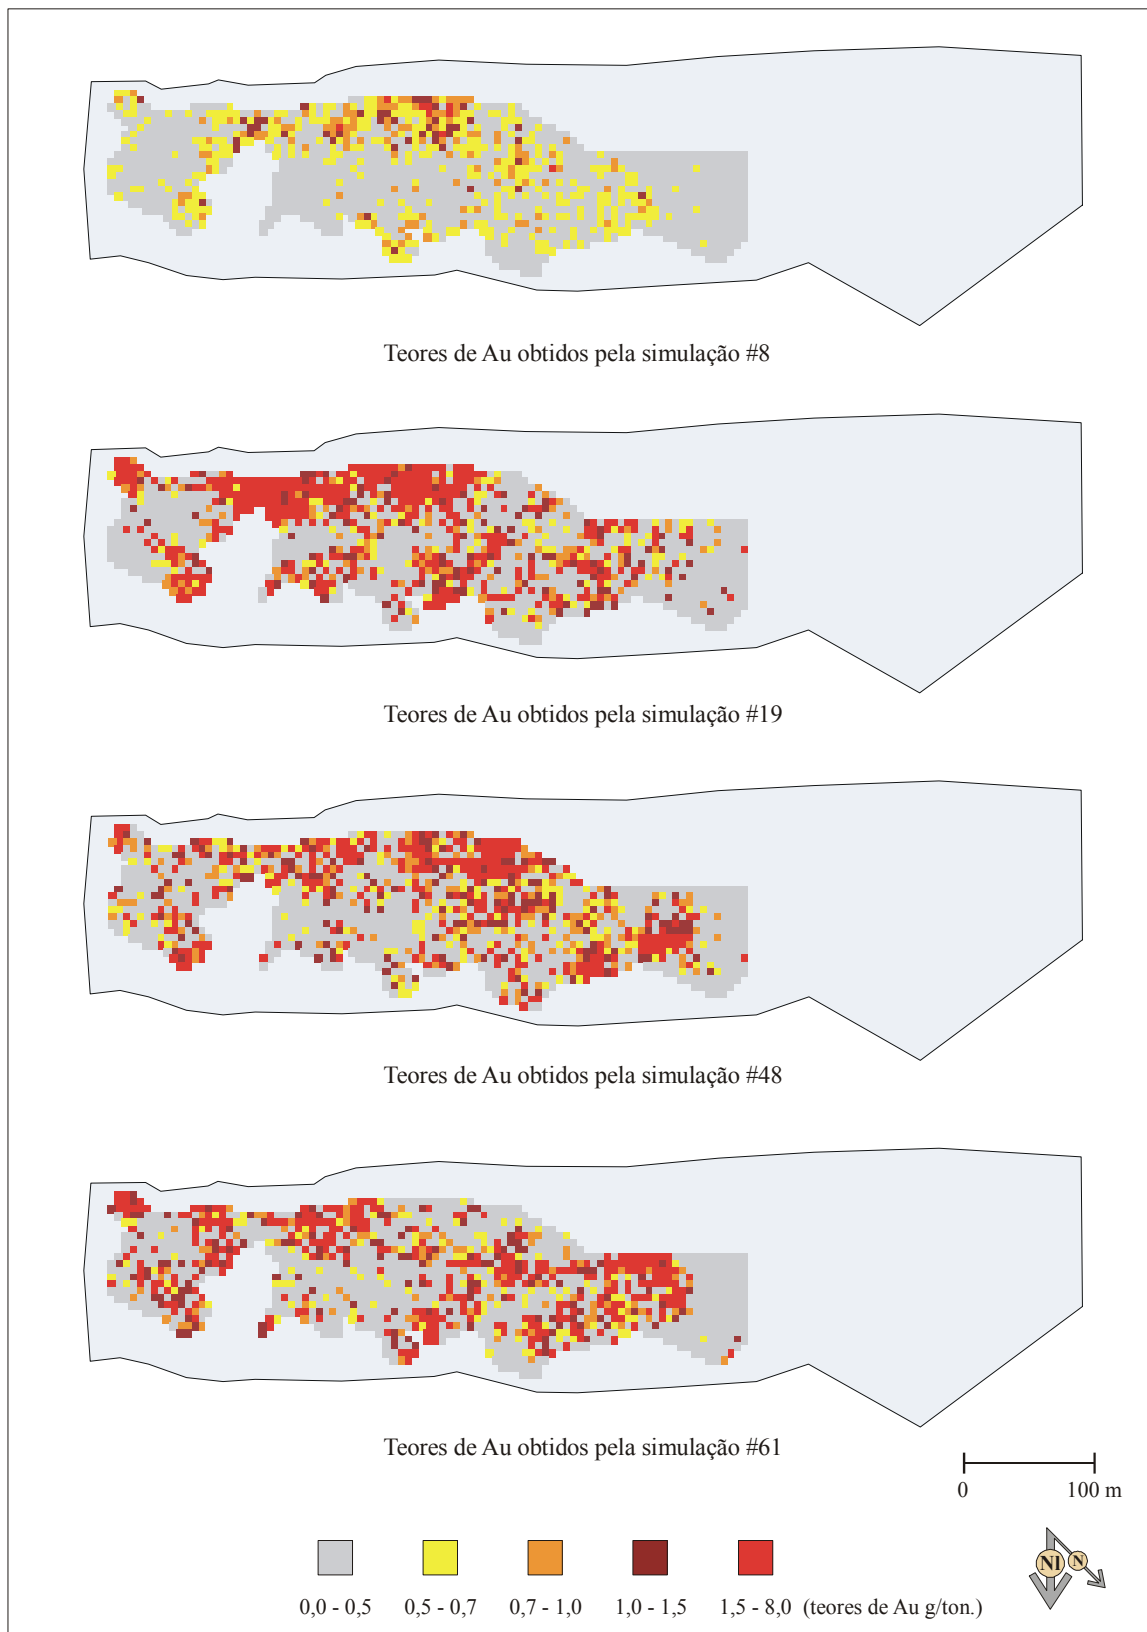 Teores de Au obtidos pela simulação #8
Teores de Au obtidos pela simulação #19
Teores de Au obtidos pela simulação #48
Teores de Au obtidos pela simulação #61
0 100 m
0,0 - 0,5 0,5 - 0,7 0,7 - 1,0 1,0 - 1,5 1,5 - 8,0 (teores de Au g/ton.)
NI N